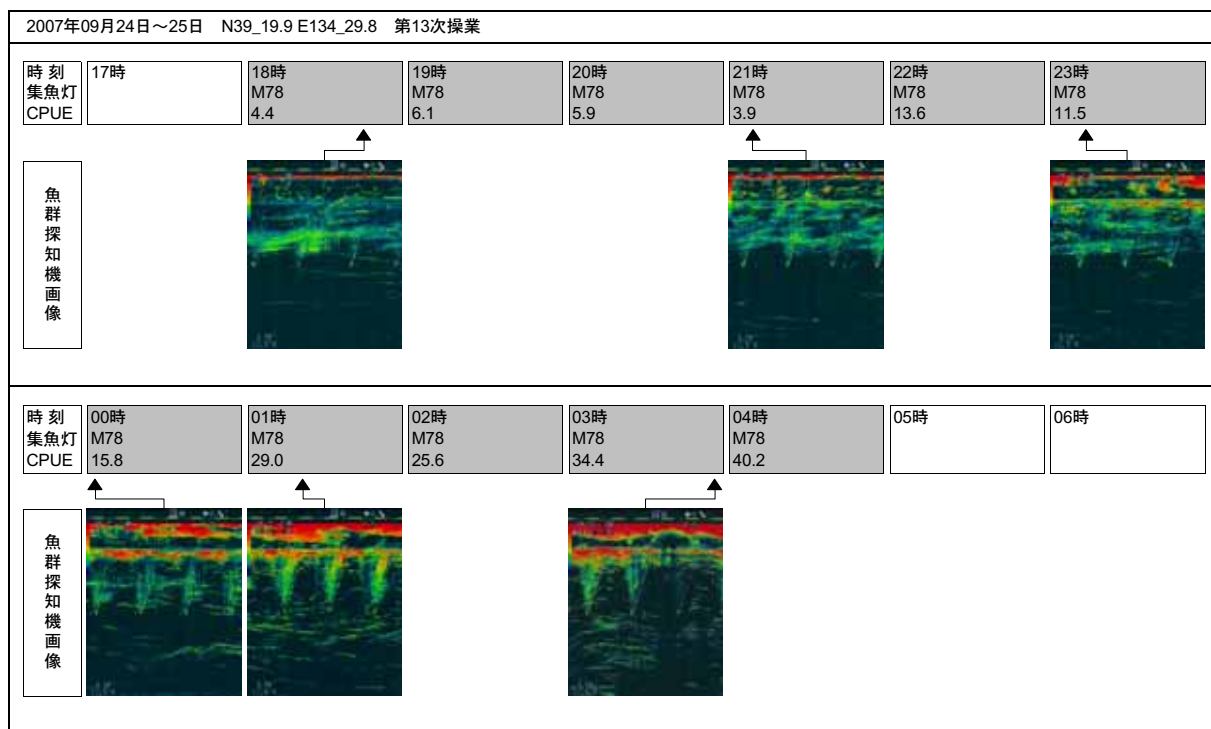 2007年09月24日～25日 N39_19.9 E134_29.8 第13次操業
時刻 17時 18時 19時 20時 21時 22時 23時
集魚灯 M78 M78 M78 M78 M78 M78
CPUE 4.4 6.1 5.9 3.9 13.6 11.5
魚群探知機画像
時刻 00時 01時 02時 03時 04時 05時 06時
集魚灯 M78 M78 M78 M78 M78
CPUE 15.8 29.0 25.6 34.4 40.2
魚群探知機画像